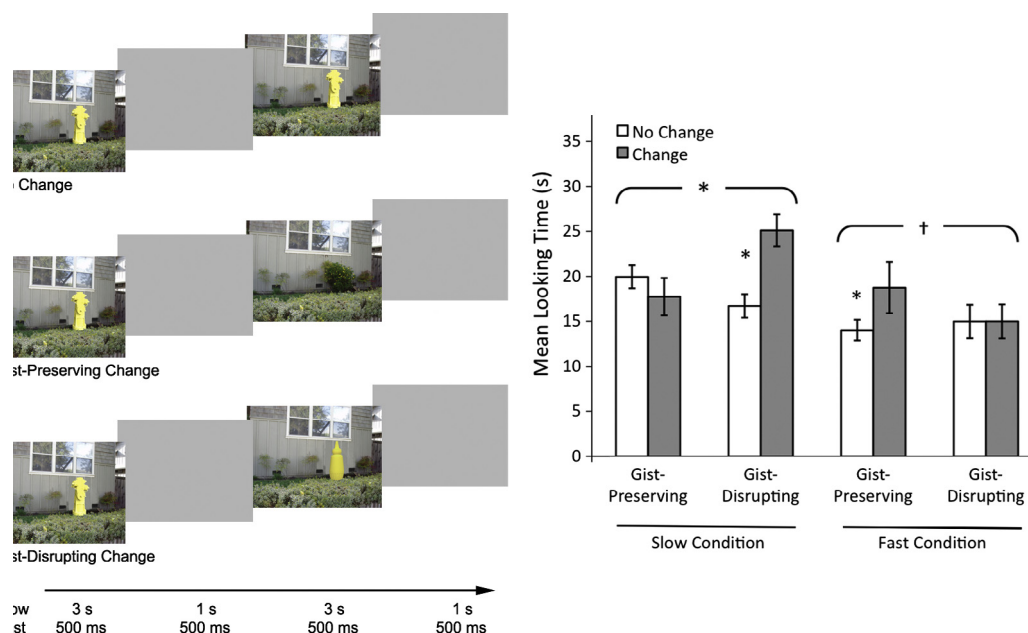 Change
st-Preserving Change
st-Disrupting Change
ow 3 s 1 s 3 s 1 s
st 500 ms 500 ms 500 ms 500 ms
Mean Looking Time (s)
35
30
25
20
15
10
5
0
No Change
Change
*
*
*
†
Gist-
Preserving
Gist-
Disrupting
Gist-
Preserving
Gist-
Disrupting
Slow Condition
Fast Condition